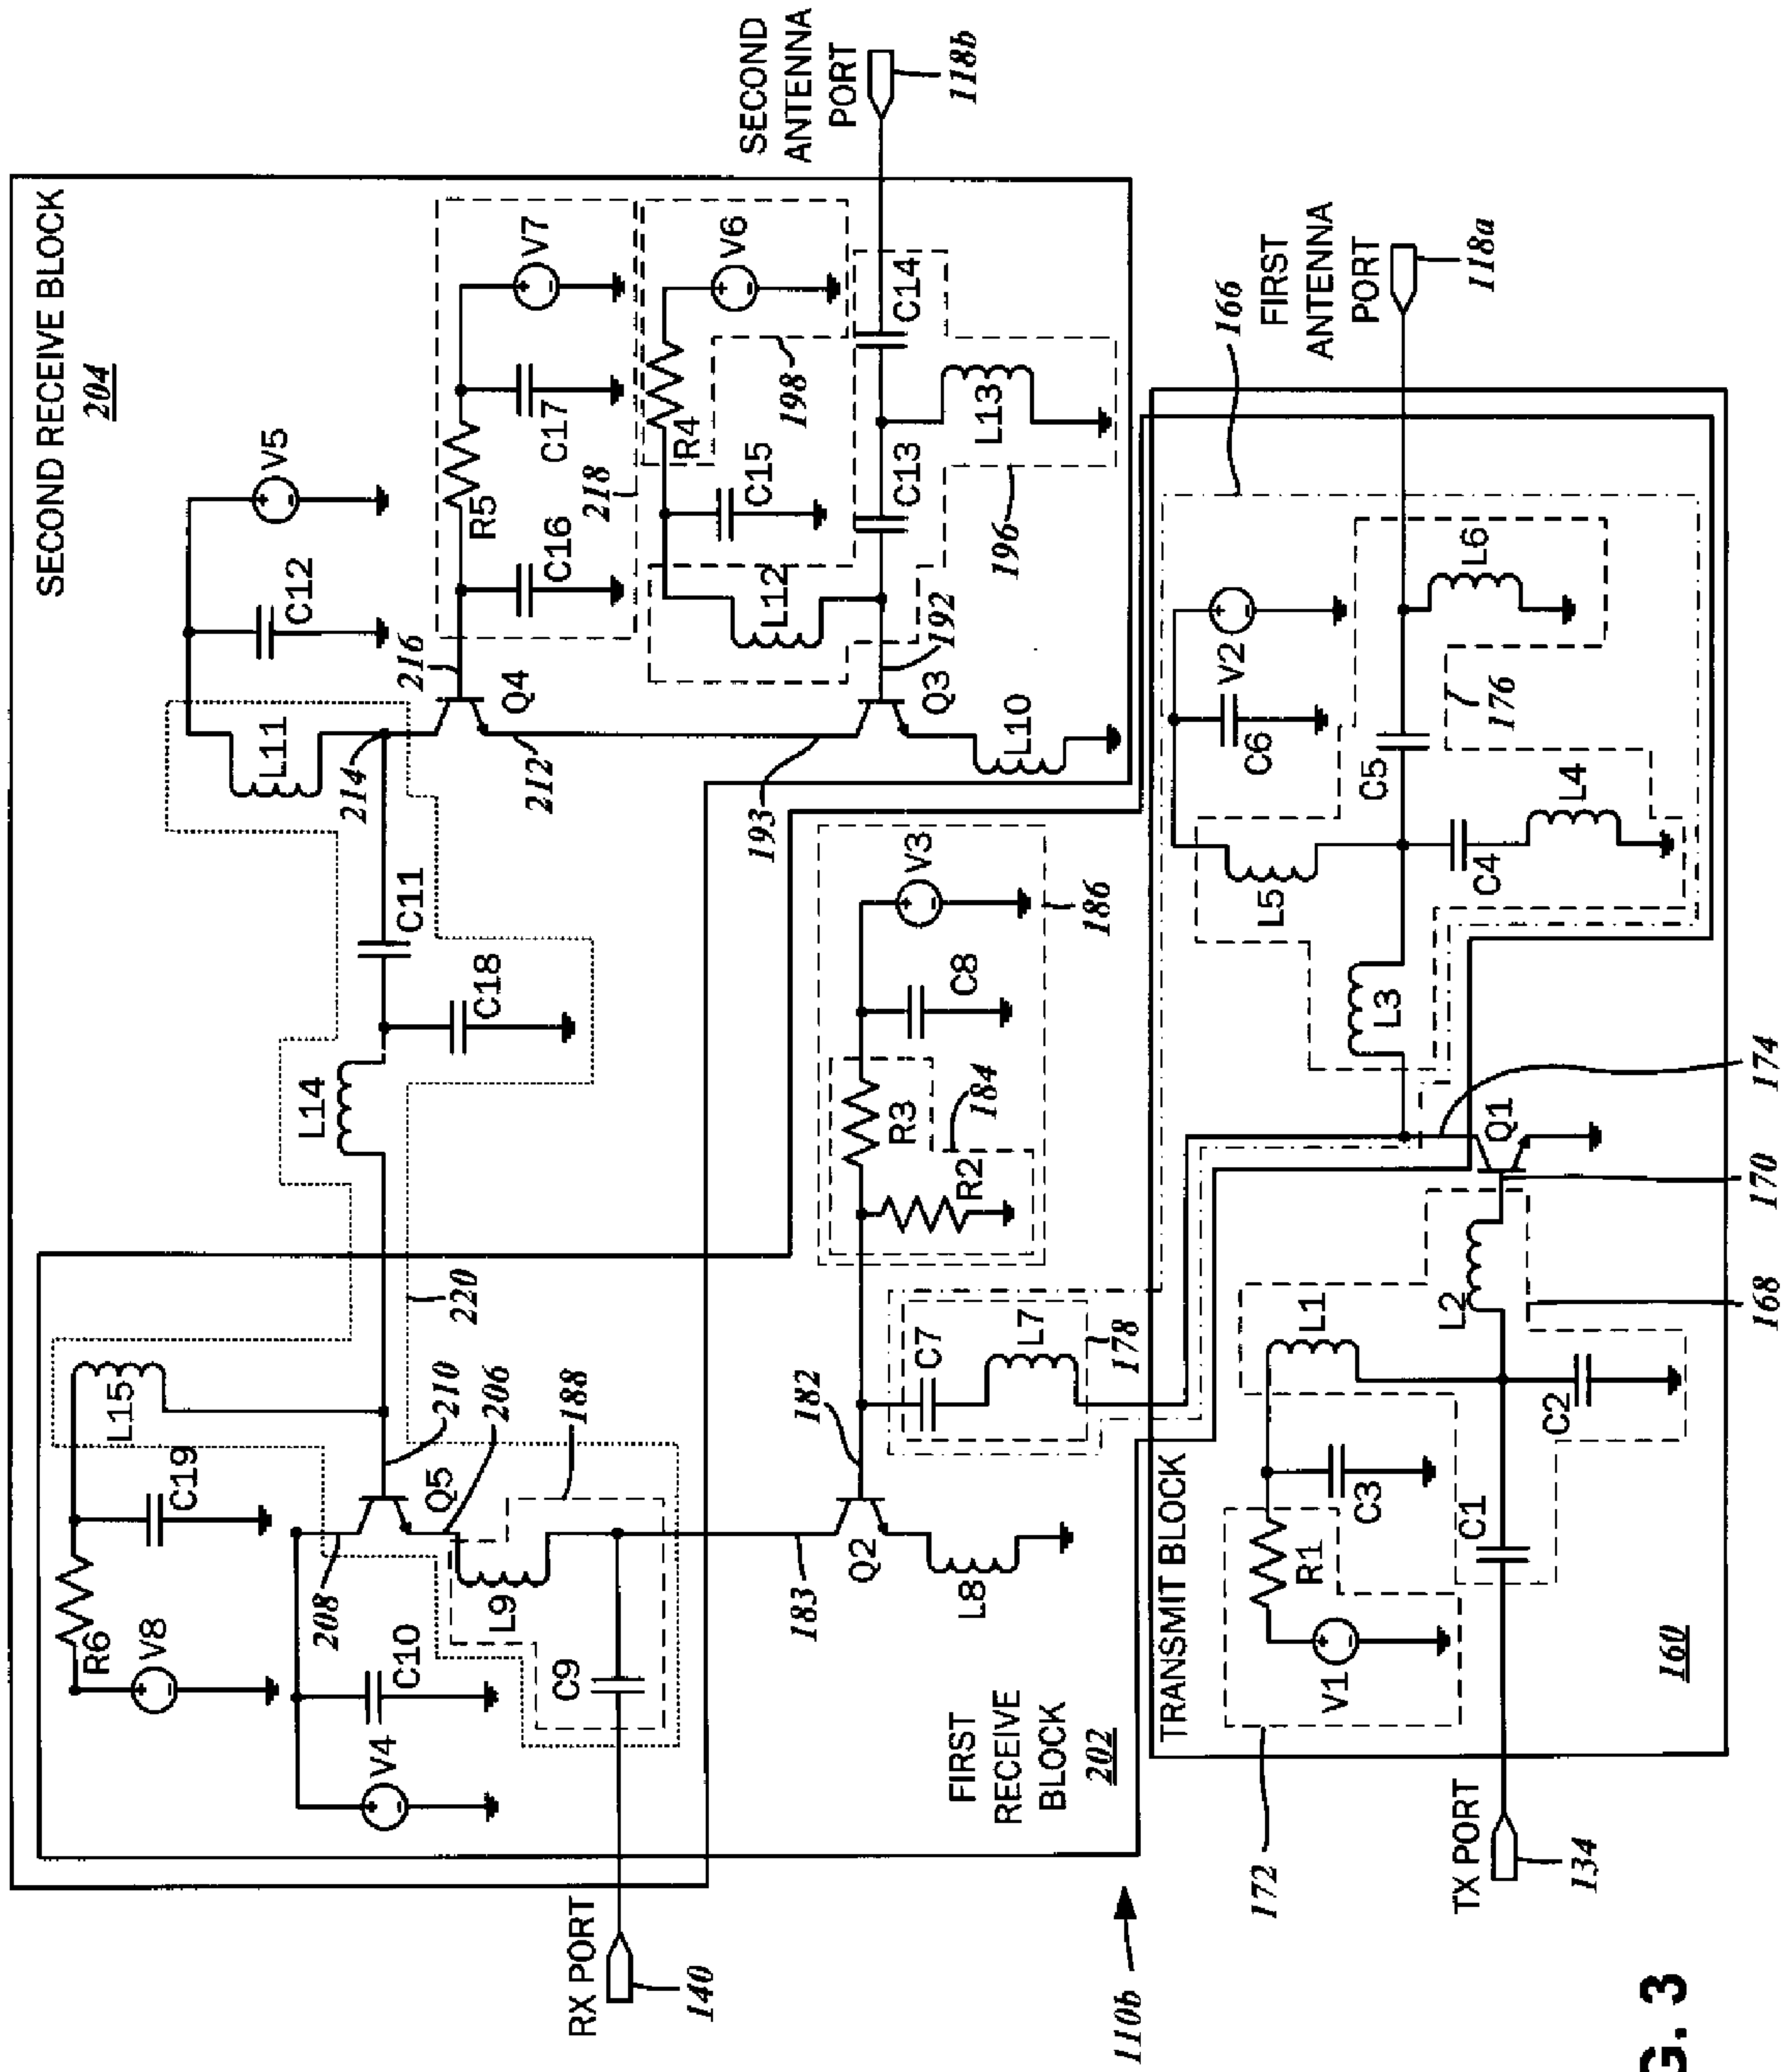 SECOND RECEIVE BLOCK
204
V5
C12
L11
214
216
Q4
212
R5
C16
C17
V7
218
R4
V6
198
C15
L12
C13
C14
L13
196
192
Q3
L10
193
SECOND
ANTENNA
PORT
118b
C11
C18
L14
220
L15
C19
R6
V8
210
206
188
Q5
208
L9
C10
C9
V4
183
182
Q2
L8
RX PORT
140
FIRST
RECEIVE
BLOCK
202
110b
C7
L7
178
R2
R3
184
C8
V3
186
166
FIRST
ANTENNA
PORT
118a
V2
C6
L5
L6
C5
176
L4
C4
L3
174
Q1
170
168
L2
L1
C2
C3
C1
R1
V1
TRANSMIT BLOCK
160
172
TX PORT
134
G. 3